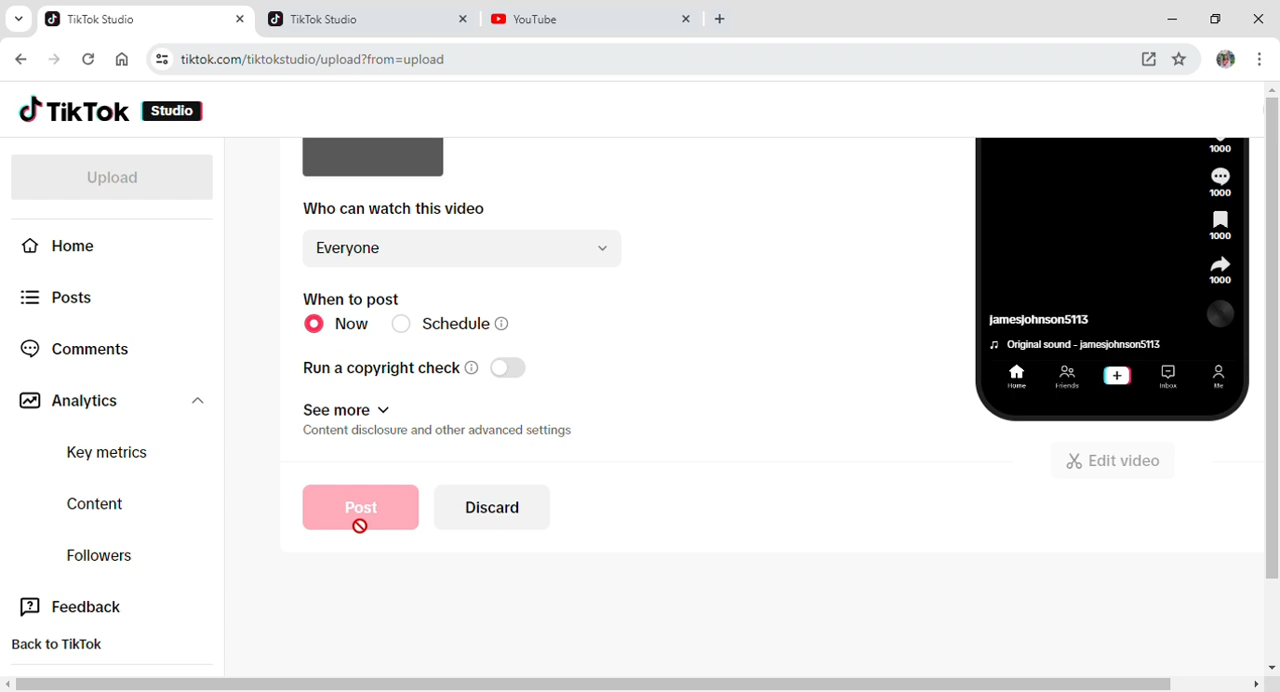 TikTok Studio
TikTok Studio
YouTube
tiktok.com/tiktokstudio/upload?from=upload
TikTok Studio
Upload
Home
Posts
Comments
Analytics
Key metrics
Content
Followers
Feedback
Back to TikTok
Who can watch this video
Everyone
When to post
Now
Schedule
Run a copyright check
See more
Content disclosure and other advanced settings
Post
Discard
1000
1000
1000
1000
jamesjohnson5113
Original sound - jamesjohnson5113
Home
Friends
Inbox
Me
Edit video